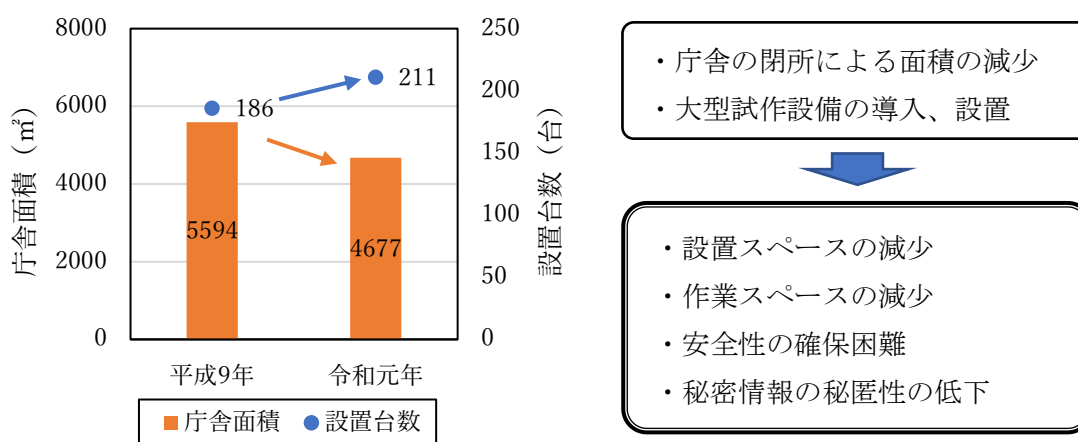 8000
6000
4000
2000
0
庁舎面積（㎡）
250
200
150
100
50
0
設置台数（台）
186
211
5594
4677
平成9年
令和元年
庁舎面積
設置台数
・庁舎の閉所による面積の減少
・大型試作設備の導入、設置
・設置スペースの減少
・作業スペースの減少
・安全性の確保困難
・秘密情報の秘匿性の低下